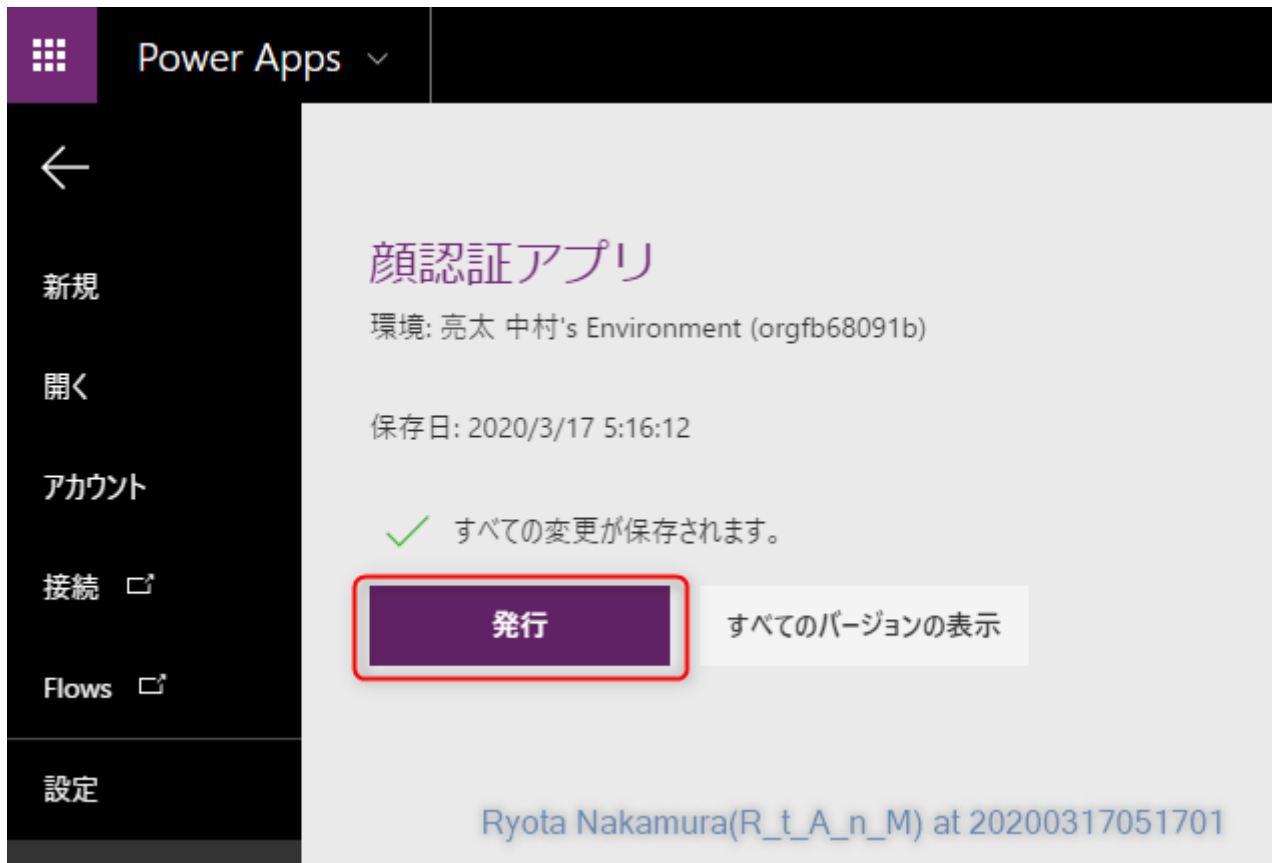 Power Apps
新規
開く
アカウント
接続
Flows
設定
顔認証アプリ
環境: 亮太 中村's Environment (orgfb68091b)
保存日: 2020/3/17 5:16:12
すべての変更が保存されます。
発行 すべてのバージョンの表示
Ryota Nakamura(R_t_A_n_M) at 20200317051701